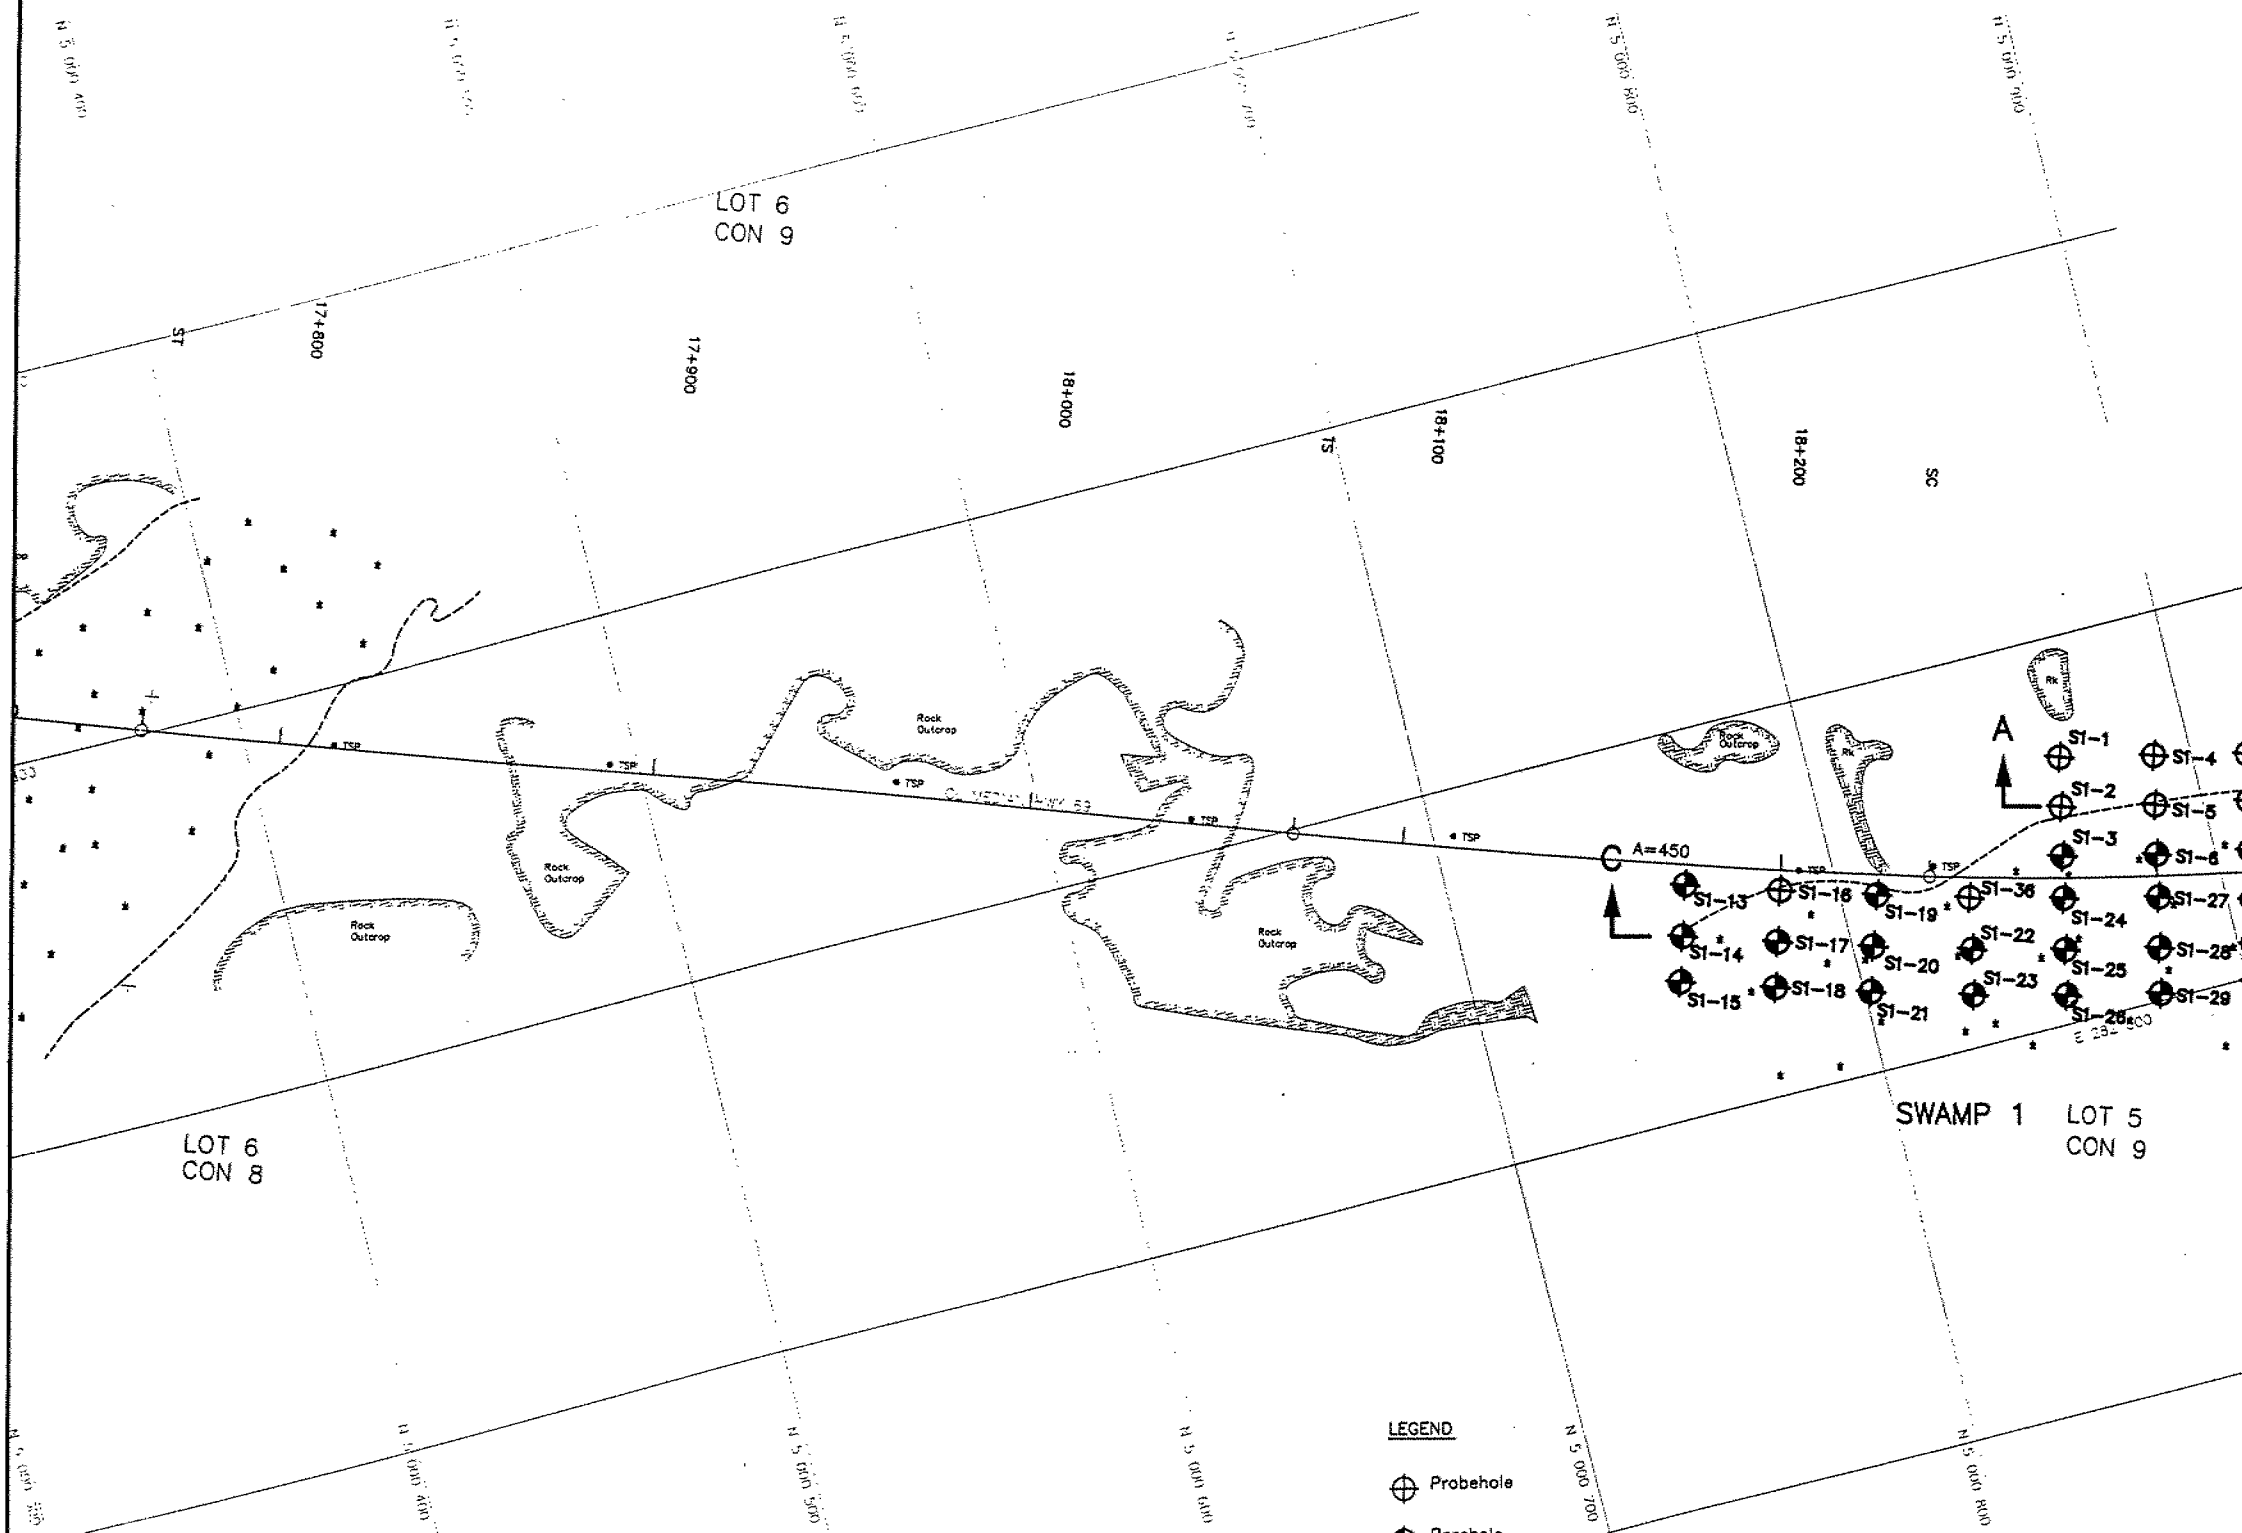 N 5 000 400
N 5 000 600
N 5 000 800
N 5 000 900
LOT 6
CON 9
ST
17+800
17+900
18+000
TS
18+100
18+200
SC
TSP
TSP
TSP
TSP
TSP
TSP
TSP
Rock
Outcrop
Rock
Outcrop
Rock
Outcrop
Rock
Outcrop
Rock
Outcrop
Rk
Rk
A
C
A=450
S1-1
S1-4
S1-2
S1-5
S1-3
S1-6
S1-13
S1-16
S1-19
S1-36
S1-24
S1-27
S1-14
S1-17
S1-20
S1-22
S1-25
S1-28
S1-15
S1-18
S1-21
S1-23
S1-26
S1-29
SWAMP 1
LOT 5
CON 9
LOT 6
CON 8
N 5 000 400
N 5 000 500
N 5 000 600
N 5 000 700
N 5 000 800
LEGEND
Probehole